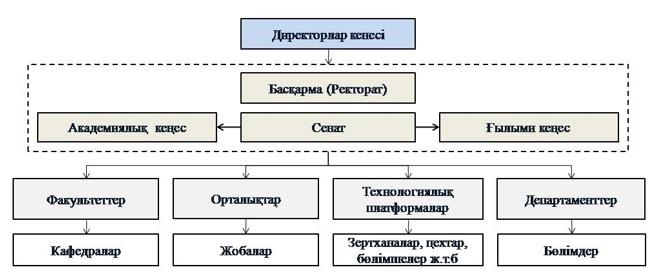 Директорлар кеңесі
Басқарма (Ректорат)
Академиялық кеңес
Сенат
Ғылыми кеңес
Факультеттер
Орталықтар
Технологиялық
платформалар
Департаменттер
Кафедралар
Жобалар
Зертханалар, цехтар,
бөлімшелер ж.т.б
Бөлімдер